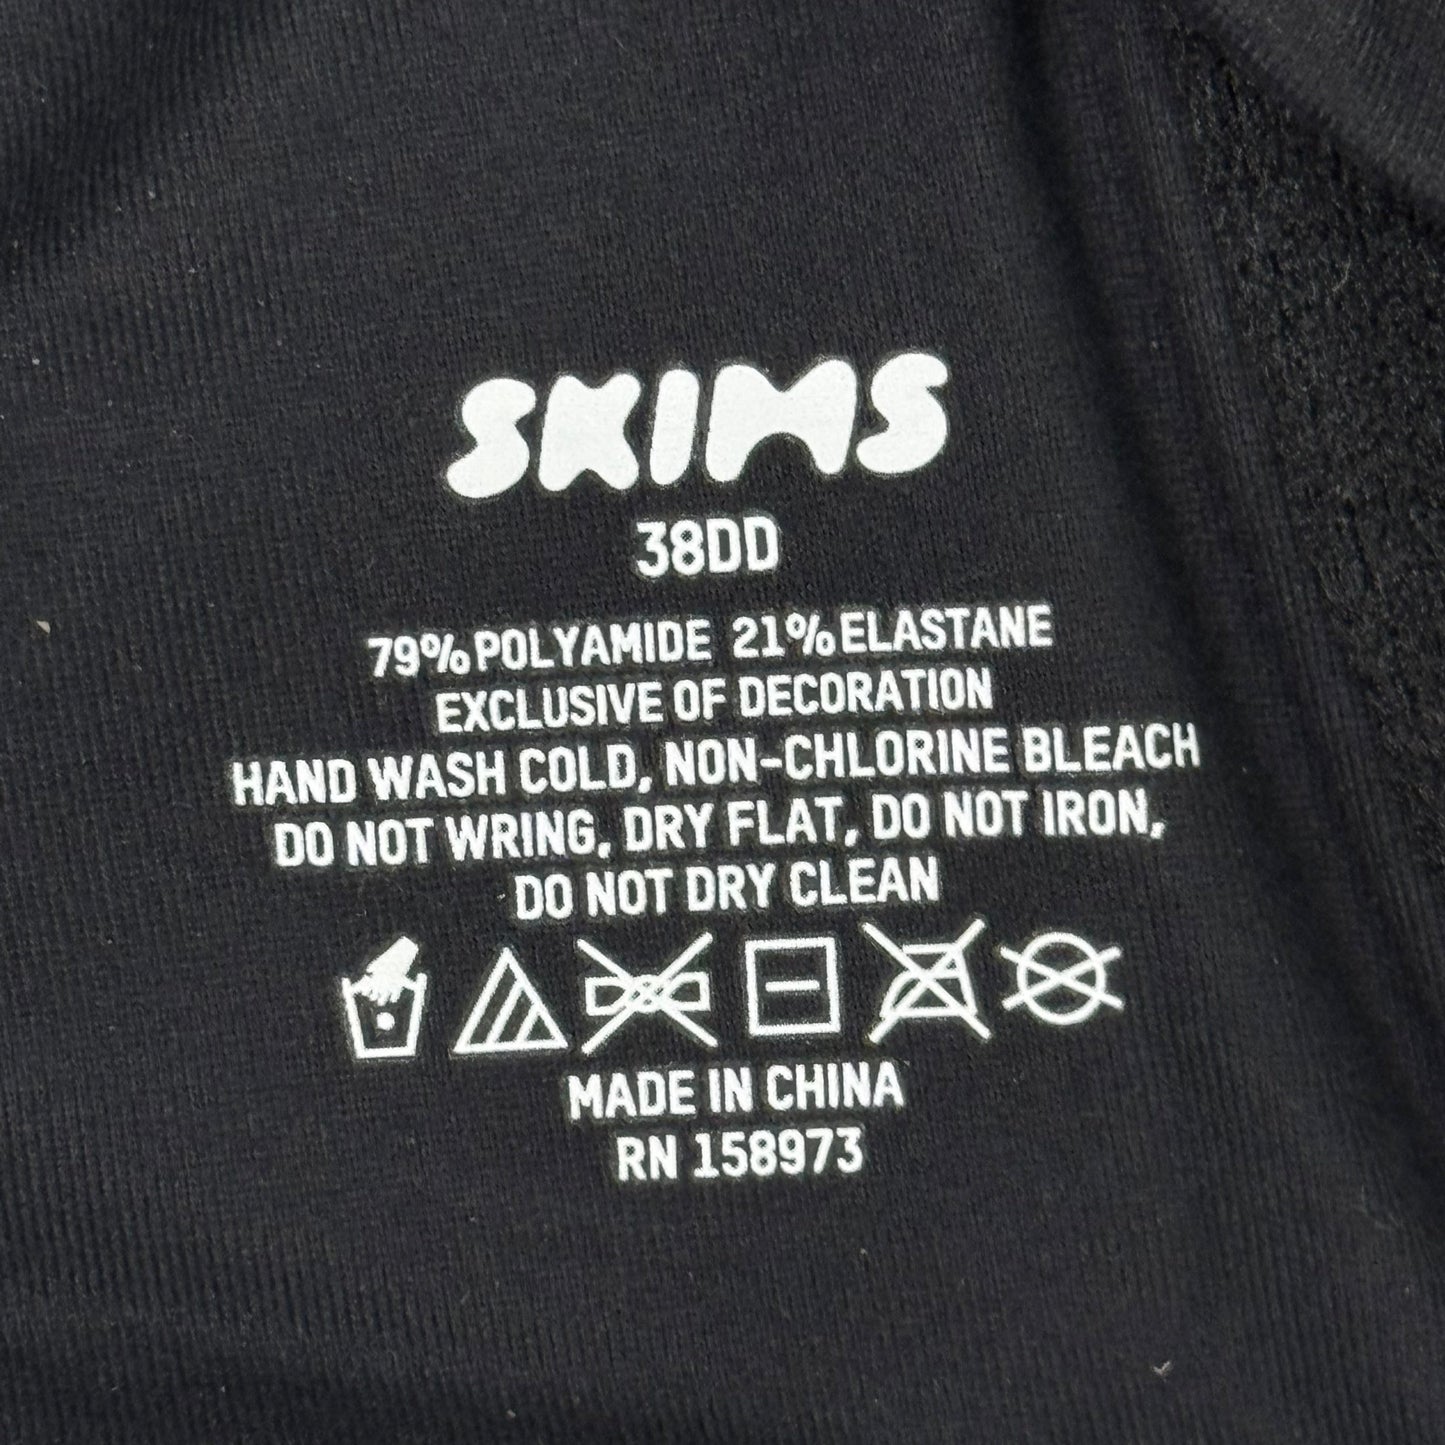 SKIMS
38DD
79% POLYAMIDE 21% ELASTANE
EXCLUSIVE OF DECORATION
HAND WASH COLD, NON-CHLORINE BLEACH
DO NOT WRING, DRY FLAT, DO NOT IRON,
DO NOT DRY CLEAN
MADE IN CHINA
RN 158973